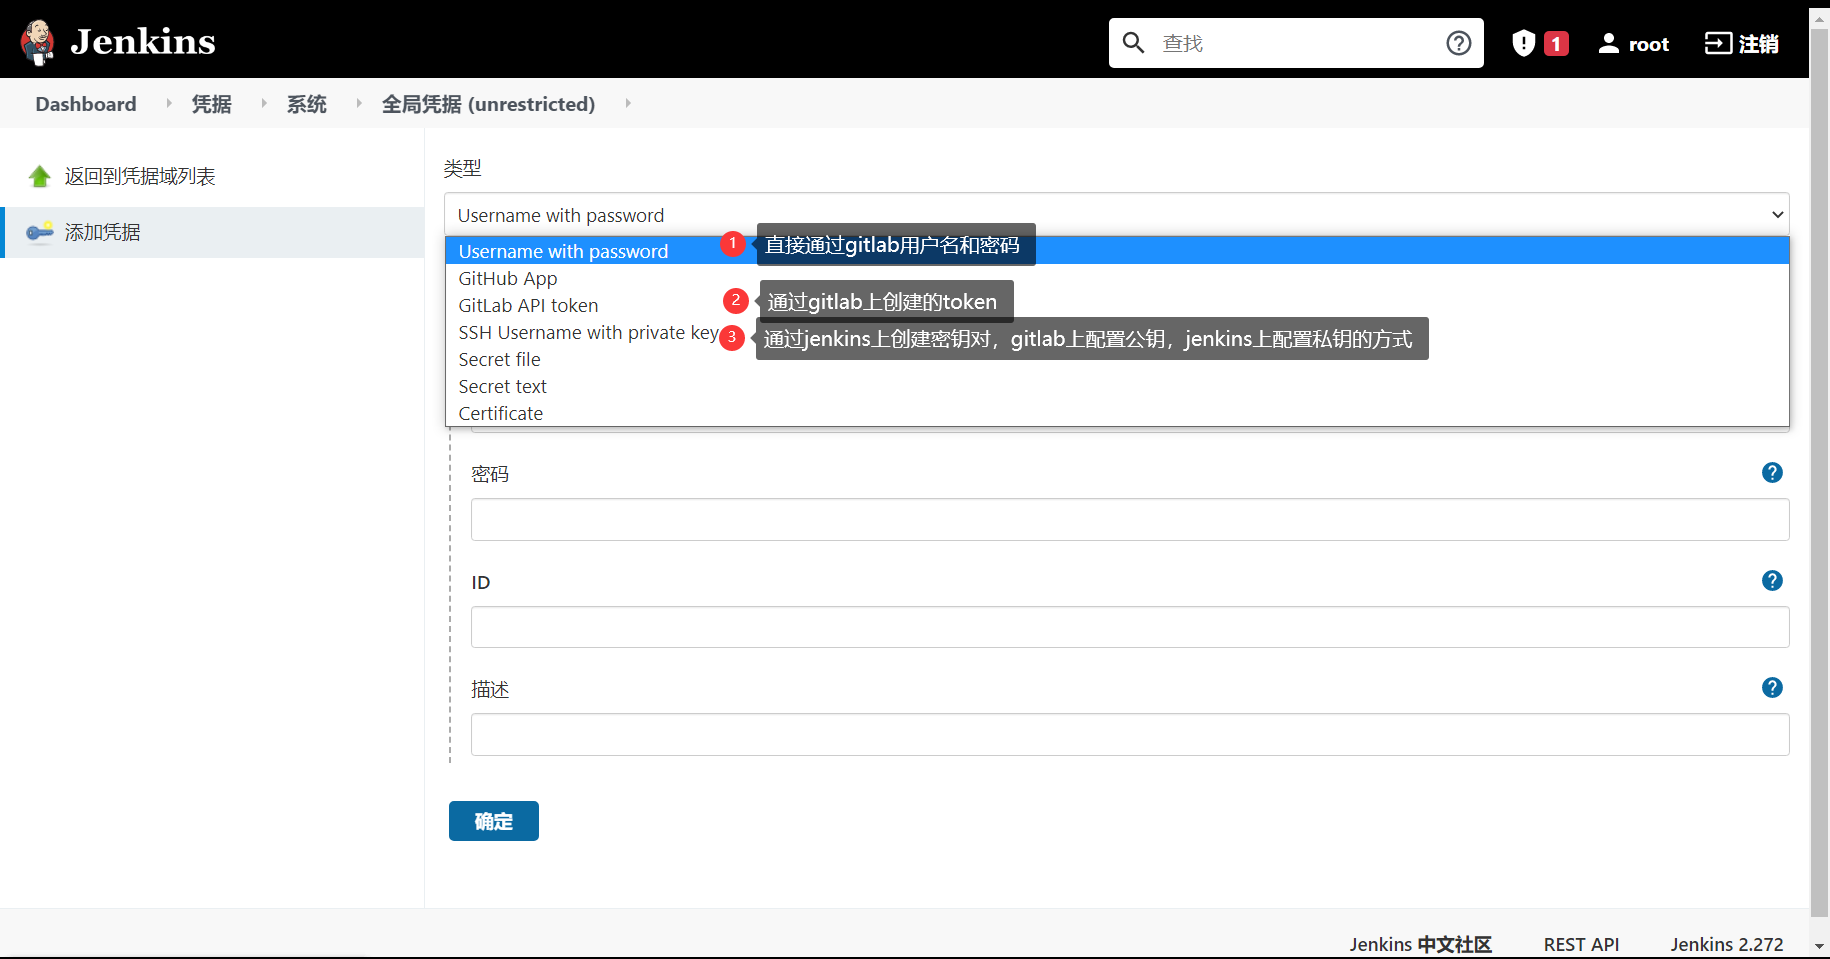 Jenkins
查找
1
root
注销
Dashboard 凭据 系统 全局凭据 (unrestricted)
返回到凭据域列表
添加凭据
类型
Username with password
Username with password
1 直接通过gitlab用户名和密码
GitHub App
GitLab API token
2 通过gitlab上创建的token
SSH Username with private key
3 通过jenkins上创建密钥对，gitlab上配置公钥，jenkins上配置私钥的方式
Secret file
Secret text
Certificate
密码
ID
描述
确定
Jenkins 中文社区 REST API Jenkins 2.272